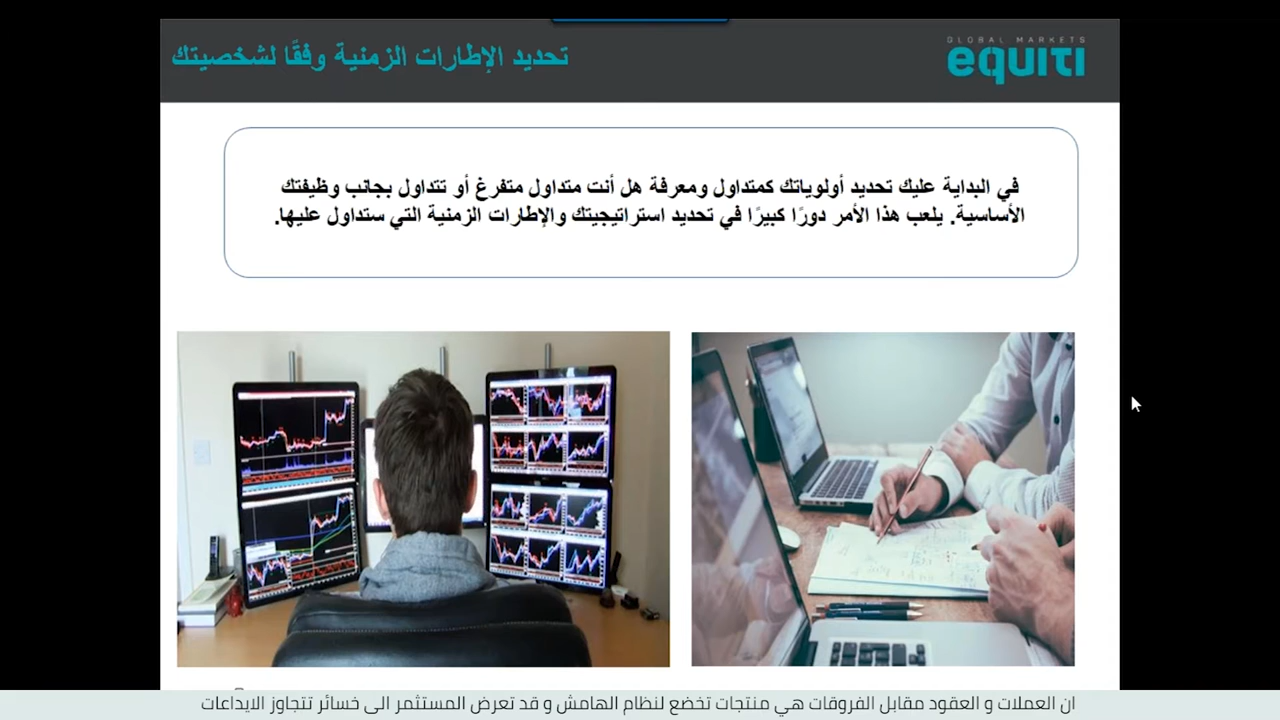 تحديد الإطارات الزمنية وفقًا لشخصيتك
GLOBAL MARKETS
equiti
في البداية عليك تحديد أولوياتك كمتداول ومعرفة هل أنت متداول متفرغ أو تتداول بجانب وظيفتك
الأساسية. يلعب هذا الأمر دورًا كبيرًا في تحديد استراتيجيتك والإطارات الزمنية التي ستداول عليها.
ان العملات و العقود مقابل الفروقات هي منتجات تخضع لنظام الهامش و قد تعرض المستثمر الى خسائر تتجاوز الايداعات